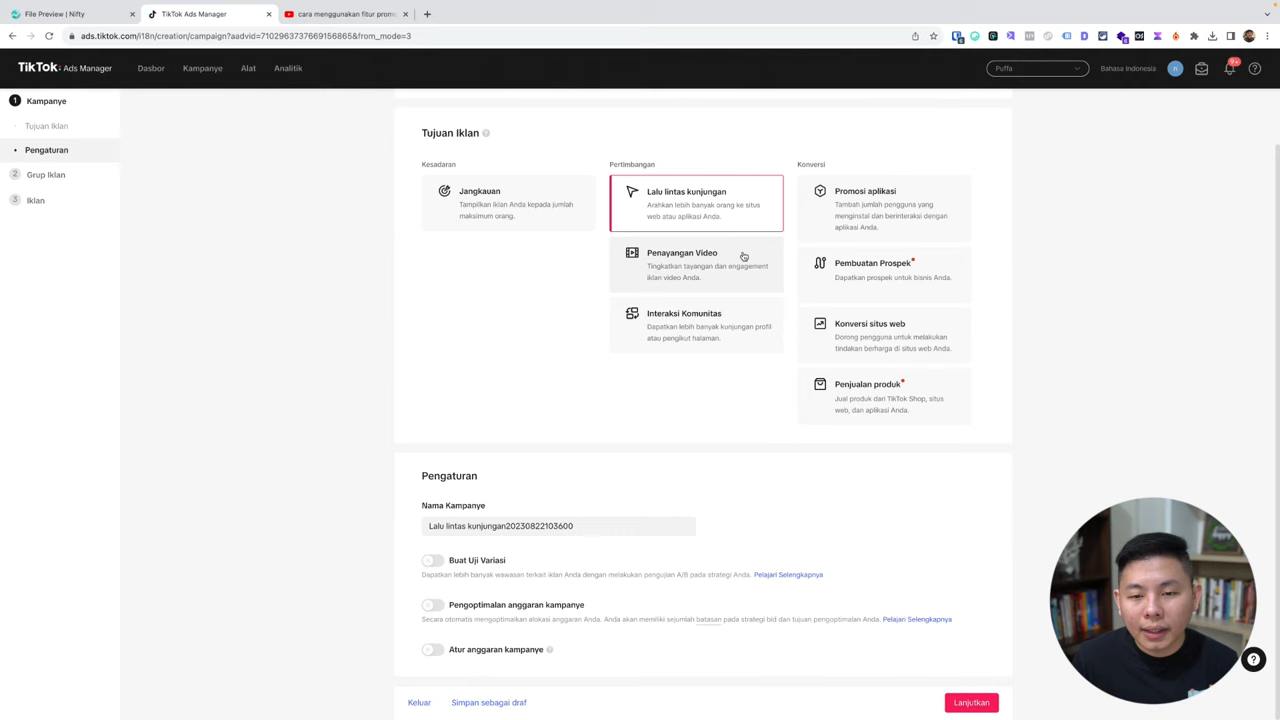 File Preview | Nifty
TikTok Ads Manager
cara menggunakan fitur promo
ads.tiktok.com/i18n/creation/campaign?aadvid=7102963737669156865&from_mode=3
TikTok: Ads Manager
Dasbor
Kampanye
Alat
Analitik
Puffa
Bahasa Indonesia
n
9+
1 Kampanye
Tujuan Iklan
Pengaturan
2 Grup Iklan
3 Iklan
Tujuan Iklan
Kesadaran
Jangkauan
Tampilkan iklan Anda kepada jumlah
maksimum orang.
Pertimbangan
Lalu lintas kunjungan
Arahkan lebih banyak orang ke situs
web atau aplikasi Anda.
Penayangan Video
Tingkatkan tayangan dan engagement
iklan video Anda.
Interaksi Komunitas
Dapatkan lebih banyak kunjungan profil
atau pengikut halaman.
Konversi
Promosi aplikasi
Tambah jumlah pengguna yang
menginstal dan berinteraksi dengan
aplikasi Anda.
Pembuatan Prospek
Dapatkan prospek untuk bisnis Anda.
Konversi situs web
Dorong pengguna untuk melakukan
tindakan berharga di situs web Anda.
Penjualan produk
Jual produk dari TikTok Shop, situs
web, dan aplikasi Anda.
Pengaturan
Nama Kampanye
Lalu lintas kunjungan20230822103600
Buat Uji Variasi
Dapatkan lebih banyak wawasan terkait iklan Anda dengan melakukan pengujian A/B pada strategi Anda. Pelajari Selengkapnya
Pengoptimalan anggaran kampanye
Secara otomatis mengoptimalkan alokasi anggaran Anda. Anda akan memiliki sejumlah batasan pada strategi bid dan tujuan pengoptimalan Anda. Pelajari Selengkapnya
Atur anggaran kampanye
Keluar
Simpan sebagai draf
Lanjutkan